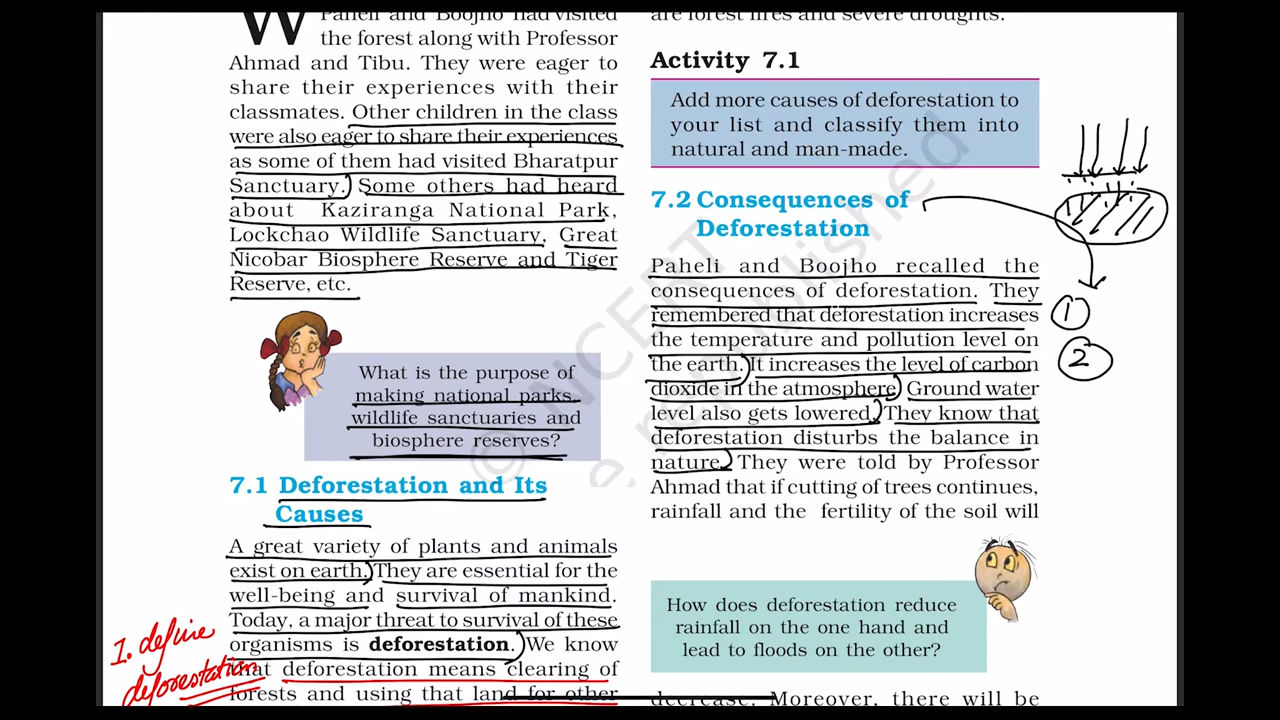 W Paheli and Boojho had visited
the forest along with Professor
Ahmad and Tibu. They were eager to
share their experiences with their
classmates. Other children in the class
were also eager to share their experiences
as some of them had visited Bharatpur
Sanctuary. Some others had heard
about Kaziranga National Park,
Lockchao Wildlife Sanctuary, Great
Nicobar Biosphere Reserve and Tiger
Reserve, etc.
What is the purpose of
making national parks,
wildlife sanctuaries and
biosphere reserves?
7.1 Deforestation and Its
Causes
A great variety of plants and animals
exist on earth. They are essential for the
well-being and survival of mankind.
Today, a major threat to survival of these
organisms is deforestation. We know
that deforestation means clearing of
forests and using that land for other
1. define
deforestation
are forest fires and severe droughts.
Activity 7.1
Add more causes of deforestation to
your list and classify them into
natural and man-made.
7.2 Consequences of
Deforestation
Paheli and Boojho recalled the
consequences of deforestation. They
remembered that deforestation increases
the temperature and pollution level on
the earth. It increases the level of carbon
dioxide in the atmosphere. Ground water
level also gets lowered. They know that
deforestation disturbs the balance in
nature. They were told by Professor
Ahmad that if cutting of trees continues,
rainfall and the fertility of the soil will
1
2
How does deforestation reduce
rainfall on the one hand and
lead to floods on the other?
decrease. Moreover, there will be
© NCERT
be republished